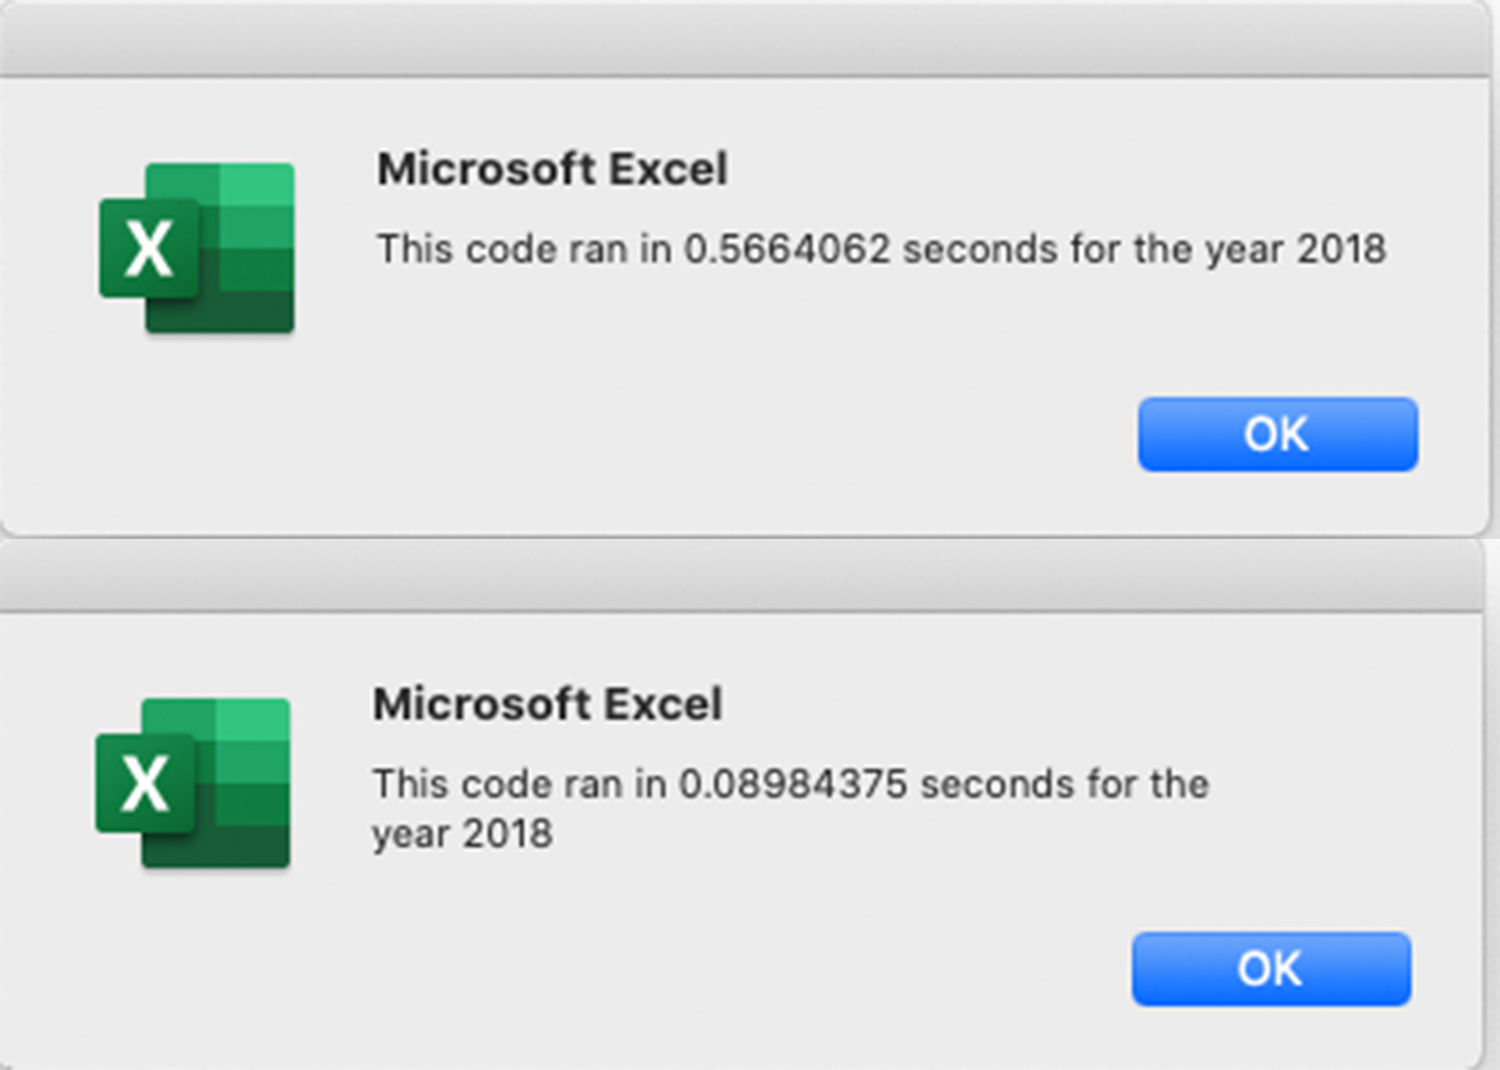 Microsoft Excel
This code ran in 0.5664062 seconds for the year 2018
X
OK
Microsoft Excel
This code ran in 0.08984375 seconds for the
year 2018
X
OK